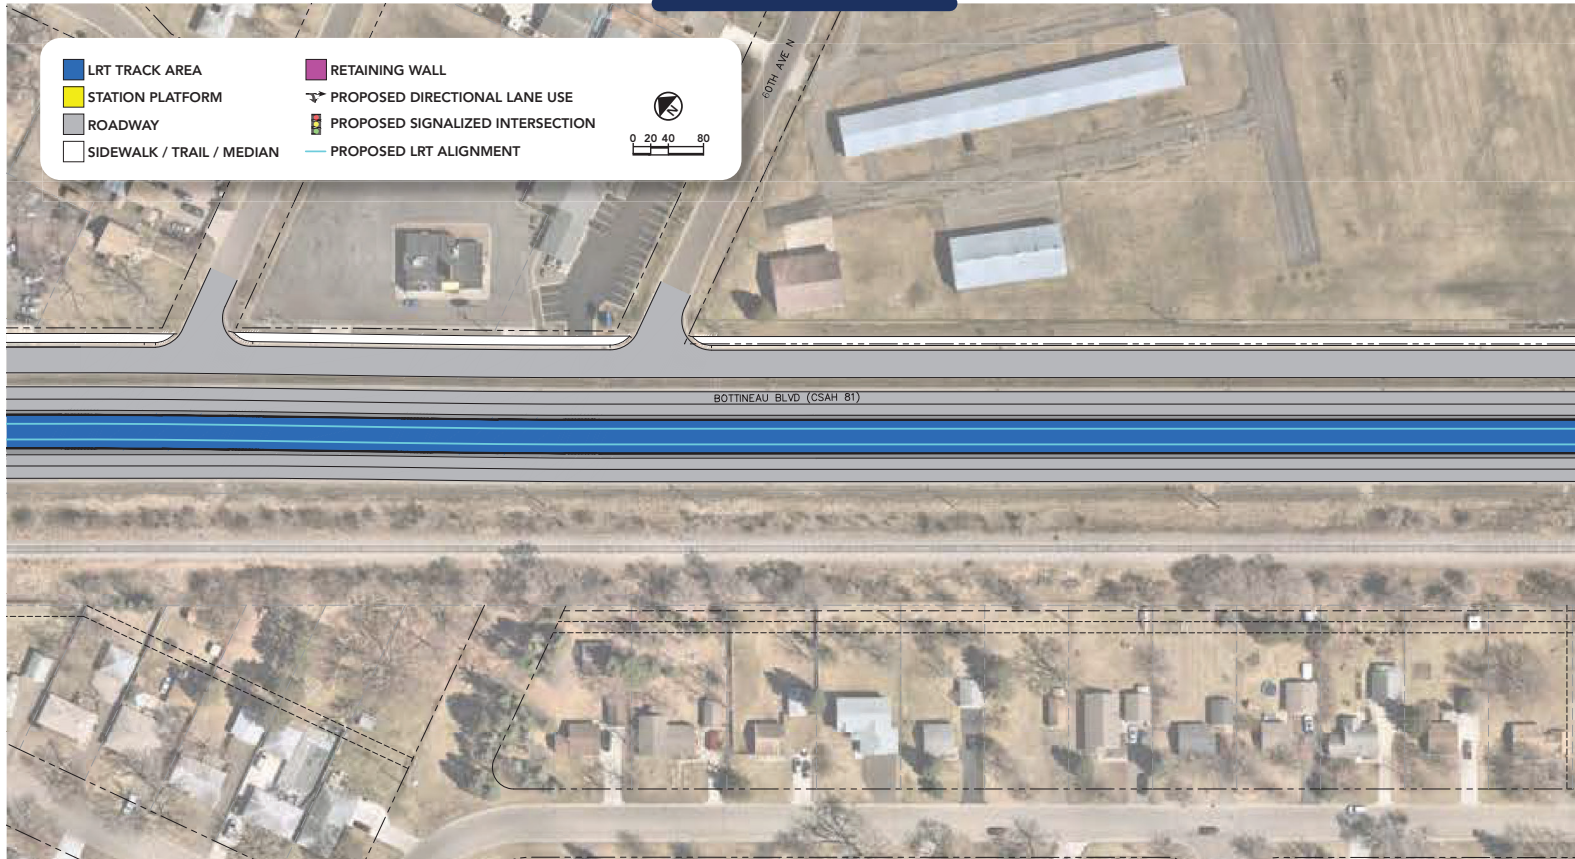 LRT TRACK AREA
STATION PLATFORM
ROADWAY
SIDEWALK / TRAIL / MEDIAN
RETAINING WALL
PROPOSED DIRECTIONAL LANE USE
PROPOSED SIGNALIZED INTERSECTION
PROPOSED LRT ALIGNMENT
N
0 20 40 80
60TH AVE N
BOTTINEAU BLVD (CSAH 81)